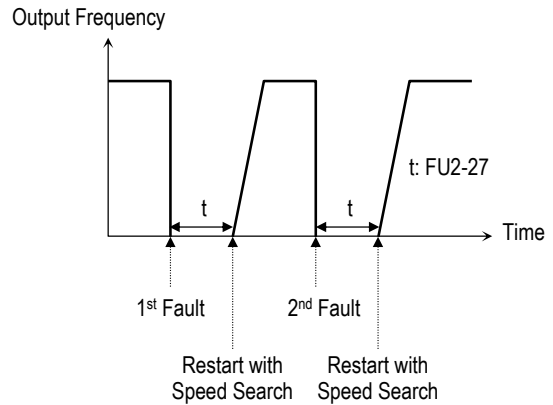 Output Frequency
t: FU2-27
t
t
Time
1st Fault
2nd Fault
Restart with
Speed Search
Restart with
Speed Search